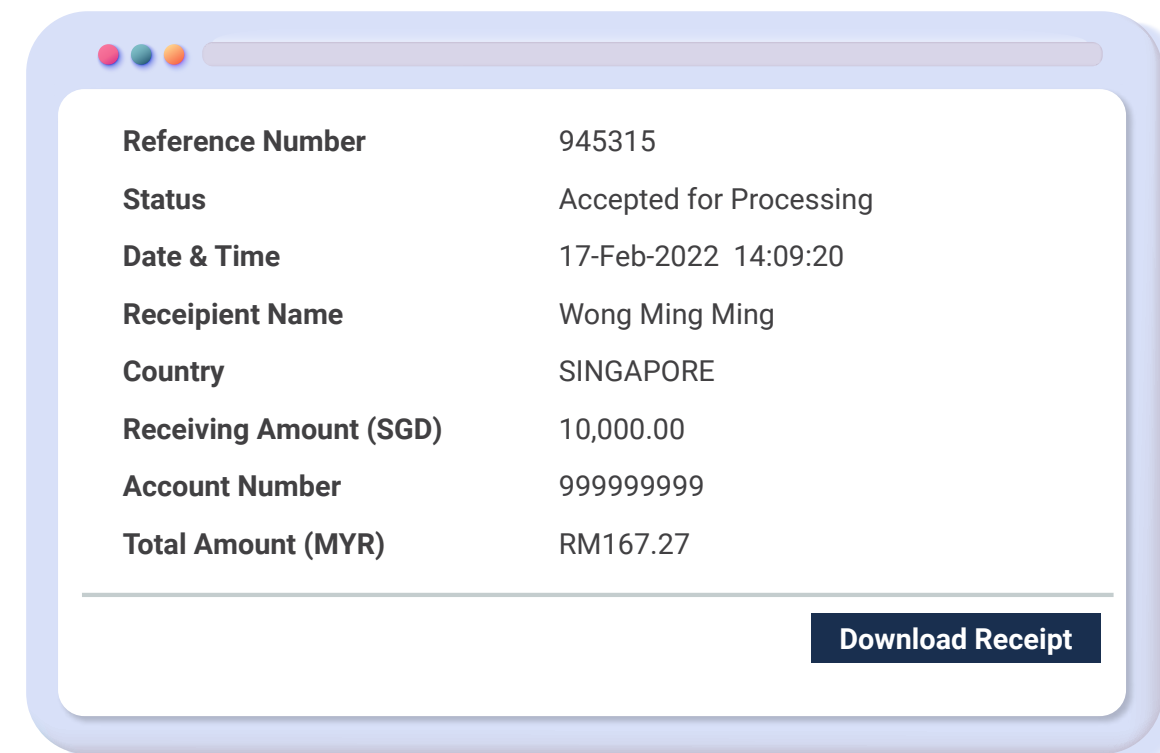 Reference Number 945315
Status Accepted for Processing
Date & Time 17-Feb-2022 14:09:20
Receipient Name Wong Ming Ming
Country SINGAPORE
Receiving Amount (SGD) 10,000.00
Account Number 999999999
Total Amount (MYR) RM167.27
Download Receipt